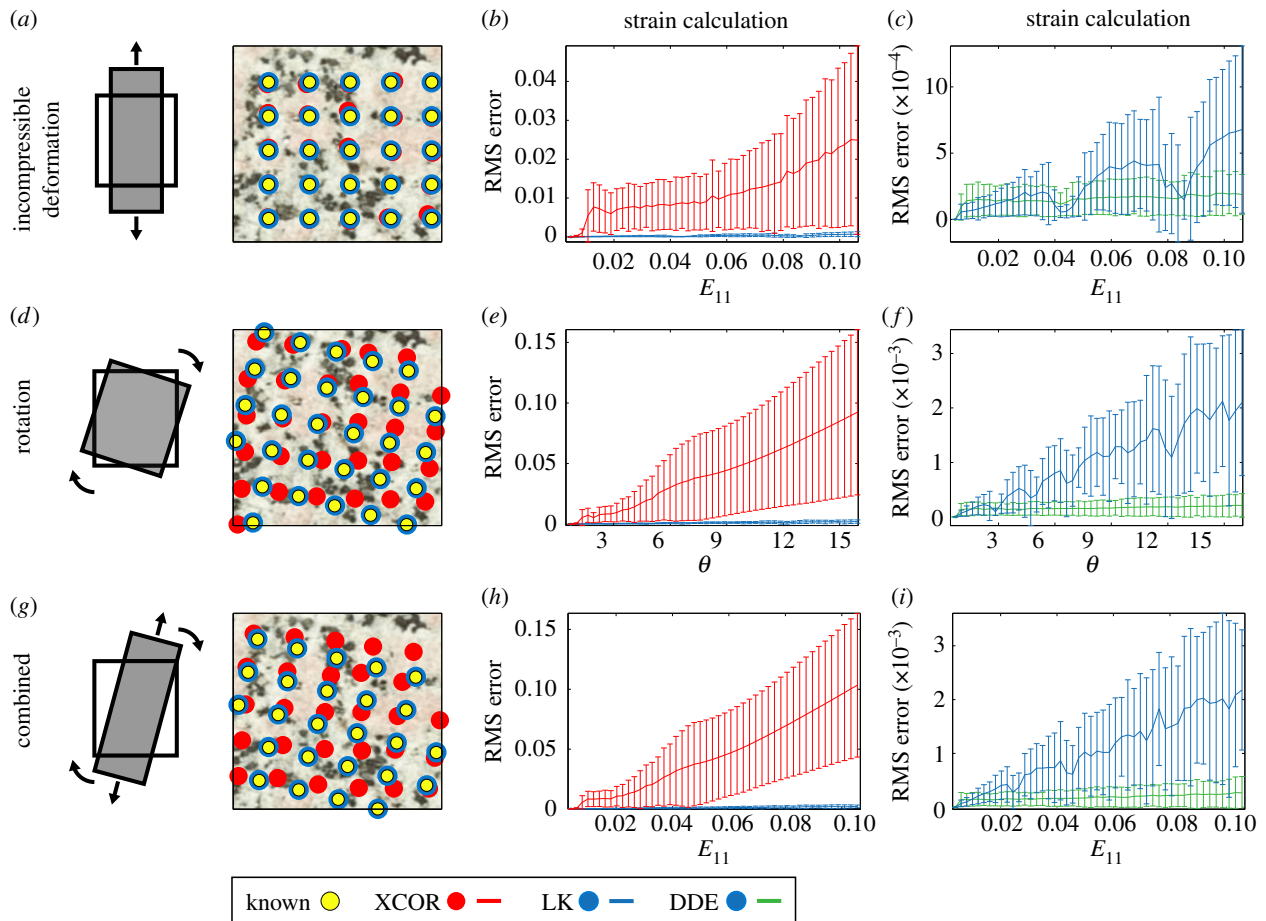 (a)
(b)
strain calculation
(c)
strain calculation
incompressible
deformation
RMS error
0.04
0.03
0.02
0.01
0
0.02
0.04
0.06
0.08
0.10
E11
RMS error (×10−4)
10
5
0
0.02
0.04
0.06
0.08
0.10
E11
(d)
(e)
(f)
rotation
RMS error
0.15
0.10
0.05
0
3
6
9
12
15
θ
RMS error (×10−3)
3
2
1
0
3
6
9
12
15
θ
(g)
(h)
(i)
combined
RMS error
0.15
0.10
0.05
0
0.02
0.04
0.06
0.08
0.10
E11
RMS error (×10−3)
3
2
1
0
0.02
0.04
0.06
0.08
0.10
E11
known XCOR LK DDE